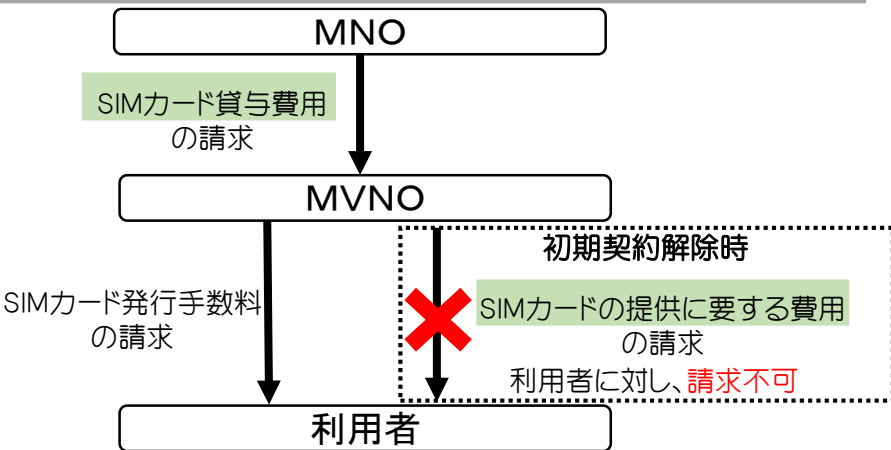 MNO
SIMカード貸与費用
の請求
MVNO
初期契約解除時
SIMカード発行手数料
の請求
SIMカードの提供に要する費用
の請求
利用者に対し、請求不可
利用者